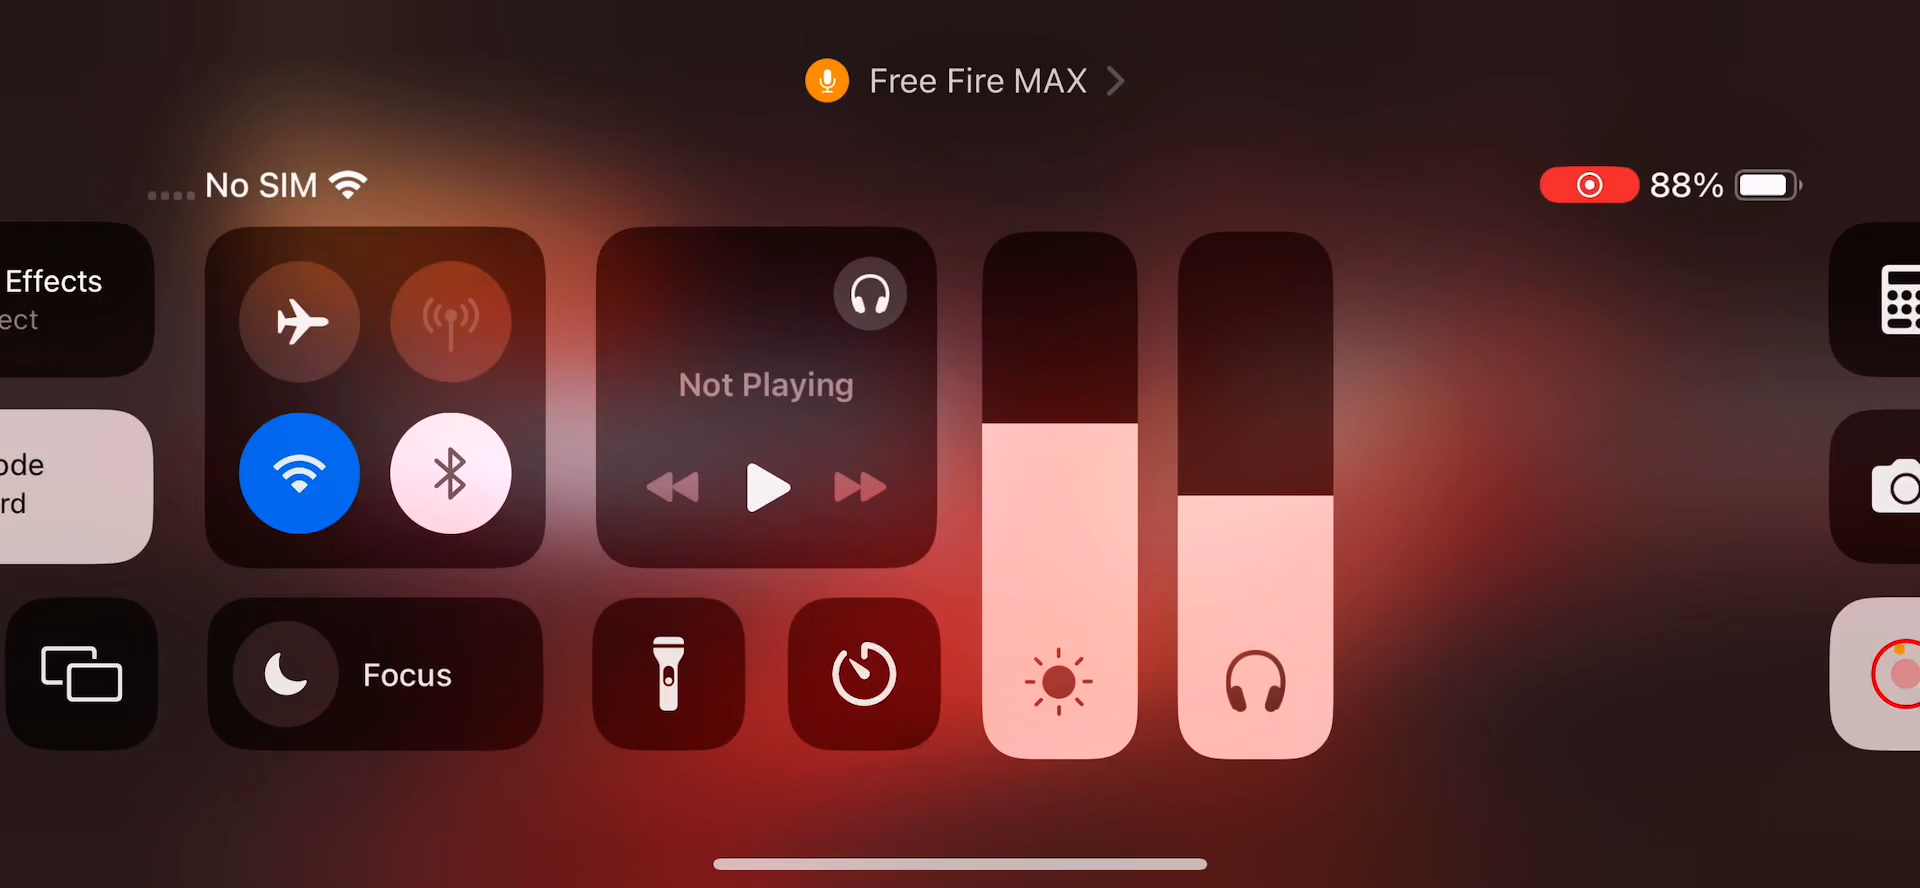 Free Fire MAX
No SIM
88%
Effects
ect
Not Playing
ode
rd
Focus